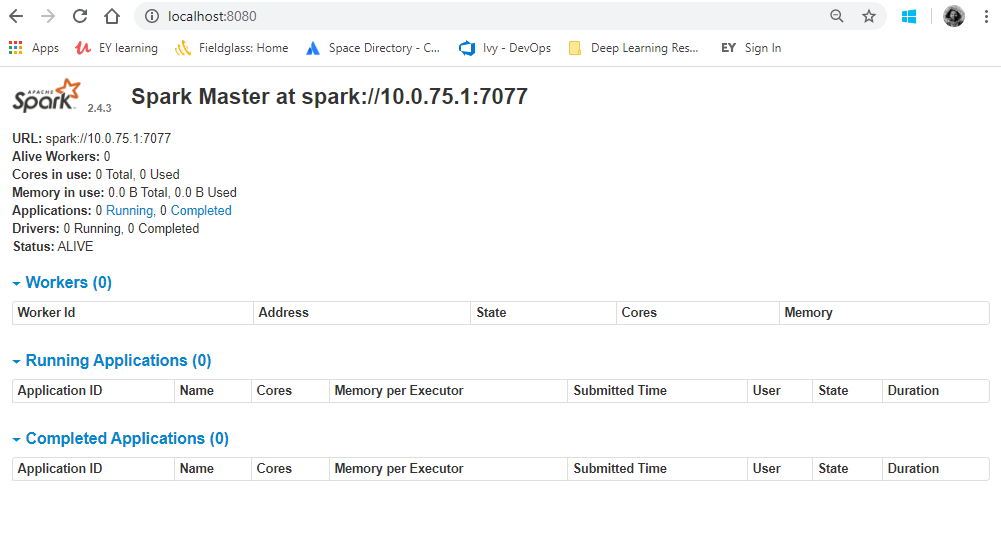 localhost:8080
Apps EY learning Fieldglass: Home Space Directory - C... Ivy - DevOps Deep Learning Res... EY Sign In
APACHE Spark 2.4.3 Spark Master at spark://10.0.75.1:7077
URL: spark://10.0.75.1:7077
Alive Workers: 0
Cores in use: 0 Total, 0 Used
Memory in use: 0.0 B Total, 0.0 B Used
Applications: 0 Running, 0 Completed
Drivers: 0 Running, 0 Completed
Status: ALIVE
Workers (0)
Worker Id Address State Cores Memory
Running Applications (0)
Application ID Name Cores Memory per Executor Submitted Time User State Duration
Completed Applications (0)
Application ID Name Cores Memory per Executor Submitted Time User State Duration